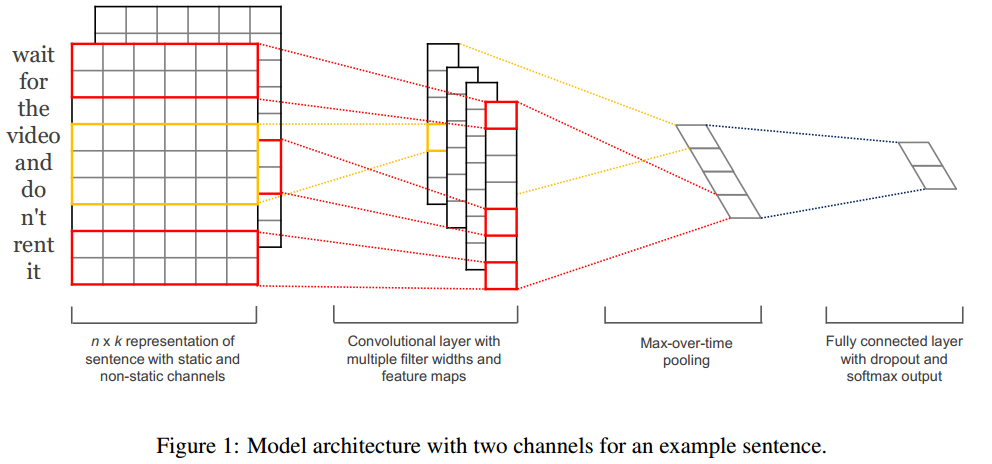 wait
for
the
video
and
do
n't
rent
it
n x k representation of
sentence with static and
non-static channels
Convolutional layer with
multiple filter widths and
feature maps
Max-over-time
pooling
Fully connected layer
with dropout and
softmax output
Figure 1: Model architecture with two channels for an example sentence.